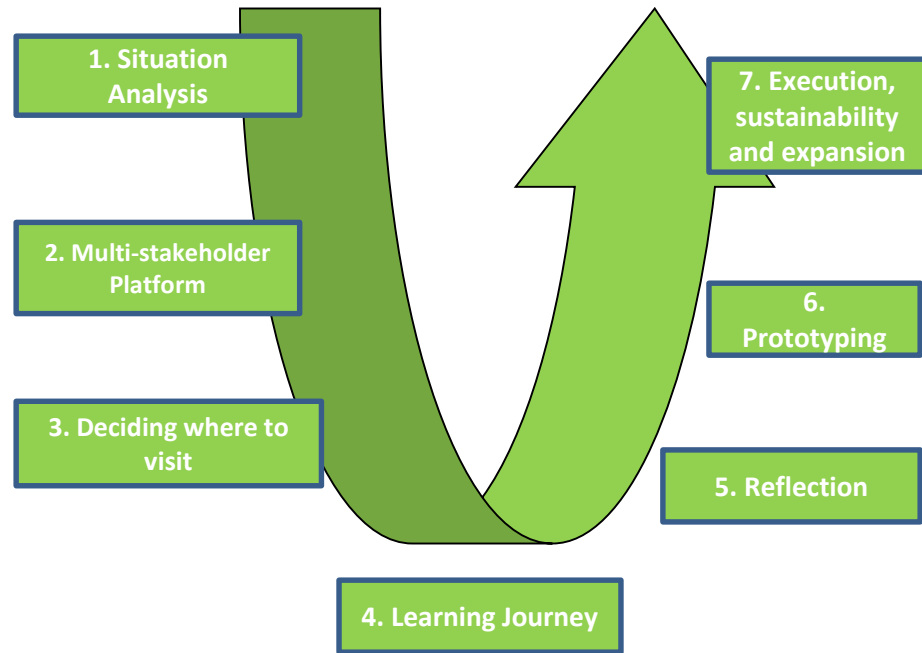 1. Situation
Analysis
2. Multi-stakeholder
Platform
3. Deciding where to
visit
4. Learning Journey
5. Reflection
6.
Prototyping
7. Execution,
sustainability
and expansion